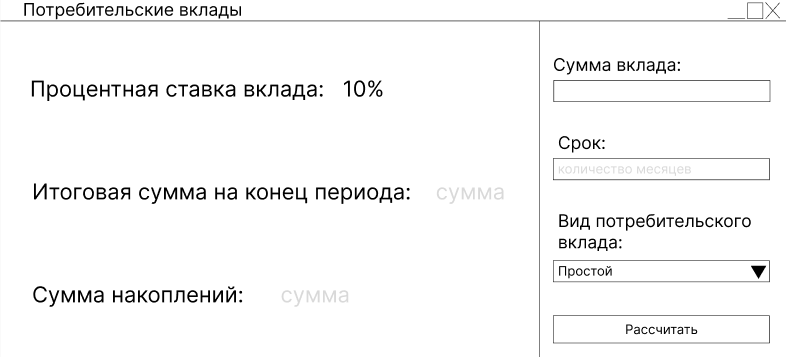 Потребительские вклады
Процентная ставка вклада: 10%
Итоговая сумма на конец периода: сумма
Сумма накоплений: сумма
Сумма вклада:
Срок:
количество месяцев
Вид потребительского
вклада:
Простой
Рассчитать